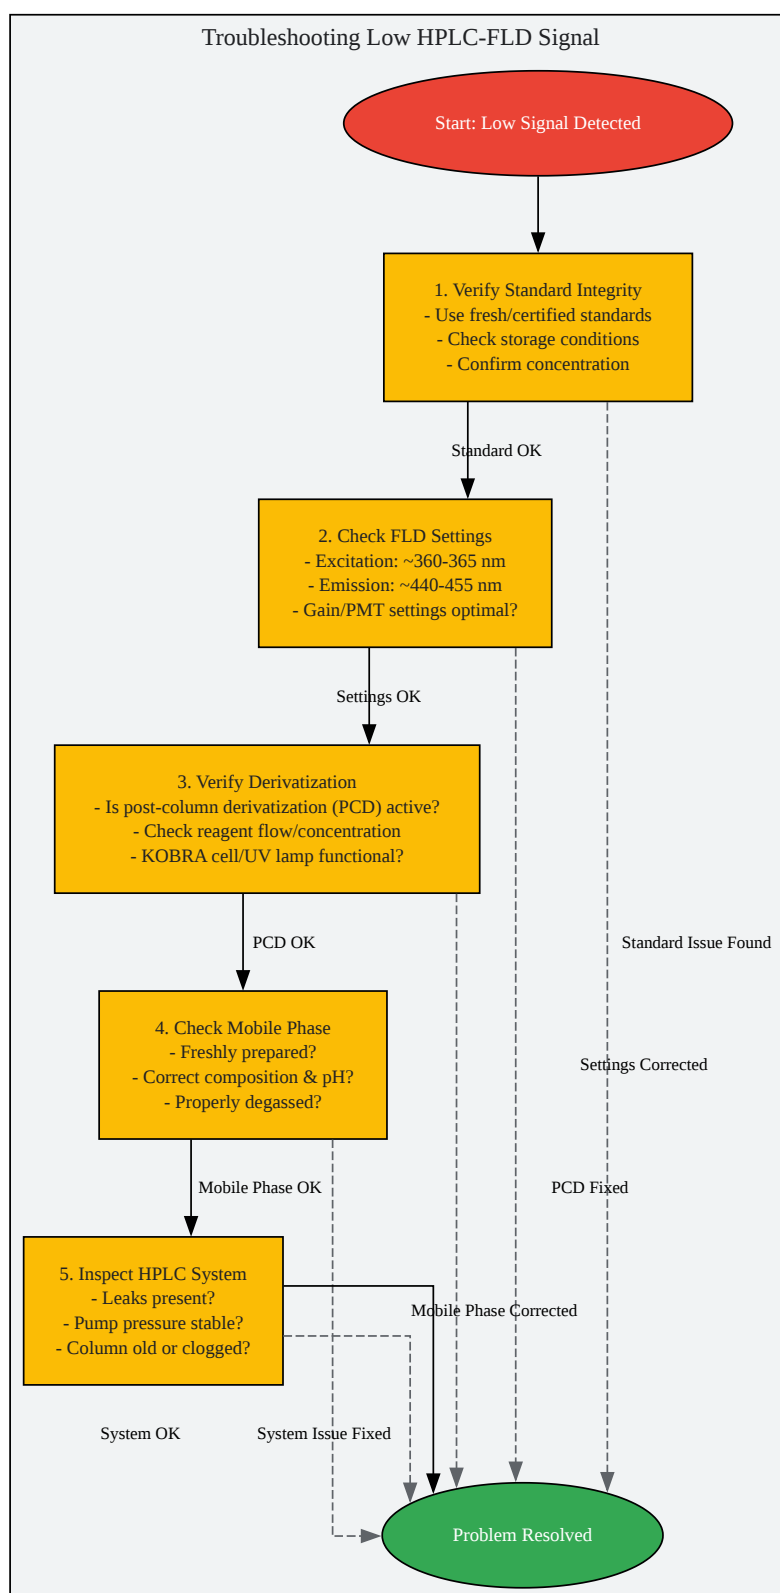 Troubleshooting Low HPLC-FLD Signal
Start: Low Signal Detected
1. Verify Standard Integrity
- Use fresh/certified standards
- Check storage conditions
- Confirm concentration
Standard OK
2. Check FLD Settings
- Excitation: ~360-365 nm
- Emission: ~440-455 nm
- Gain/PMT settings optimal?
Settings OK
3. Verify Derivatization
- Is post-column derivatization (PCD) active?
- Check reagent flow/concentration
- KOBRA cell/UV lamp functional?
PCD OK
Standard Issue Found
4. Check Mobile Phase
- Freshly prepared?
- Correct composition & pH?
- Properly degassed?
Settings Corrected
Mobile Phase OK
PCD Fixed
5. Inspect HPLC System
- Leaks present?
- Pump pressure stable?
- Column old or clogged?
Mobile Phase Corrected
System OK
System Issue Fixed
Problem Resolved